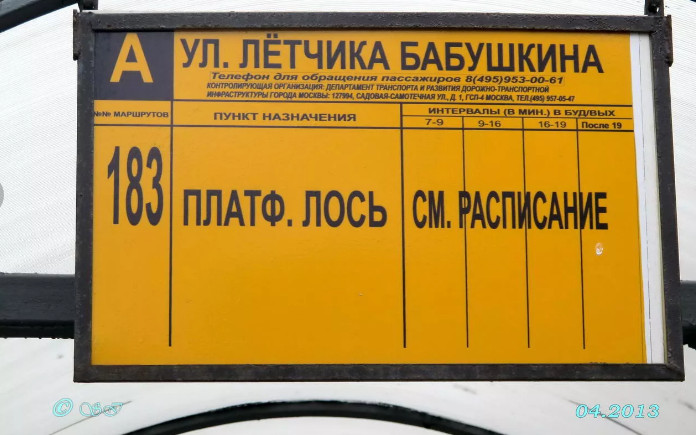 А
УЛ. ЛЁТЧИКА БАБУШКИНА
Телефон для обращения пассажиров 8(495)953-00-61
КОНТРОЛИРУЮЩАЯ ОРГАНИЗАЦИЯ: ДЕПАРТАМЕНТ ТРАНСПОРТА И РАЗВИТИЯ ДОРОЖНО-ТРАНСПОРТНОЙ
ИНФРАСТРУКТУРЫ ГОРОДА МОСКВЫ: 127994, САДОВАЯ-САМОТЕЧНАЯ УЛ., Д. 1, ГСП-4 МОСКВА, ТЕЛ.(495) 957-05-47
№№ МАРШРУТОВ
ПУНКТ НАЗНАЧЕНИЯ
ИНТЕРВАЛЫ (В МИН.) В БУД/ВЫХ
7-9 9-16 16-19 После 19
183 ПЛАТФ. ЛОСЬ СМ. РАСПИСАНИЕ
04.2013